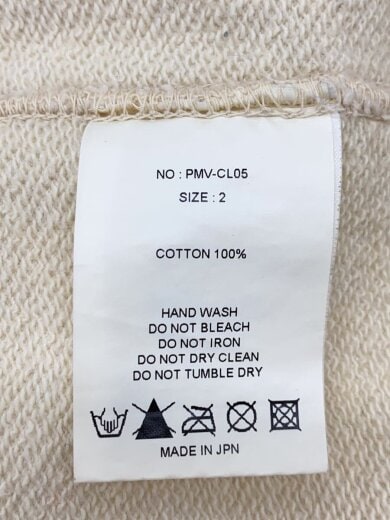 NO : PMV-CL05
SIZE : 2
COTTON 100%
HAND WASH
DO NOT BLEACH
DO NOT IRON
DO NOT DRY CLEAN
DO NOT TUMBLE DRY
MADE IN JPN